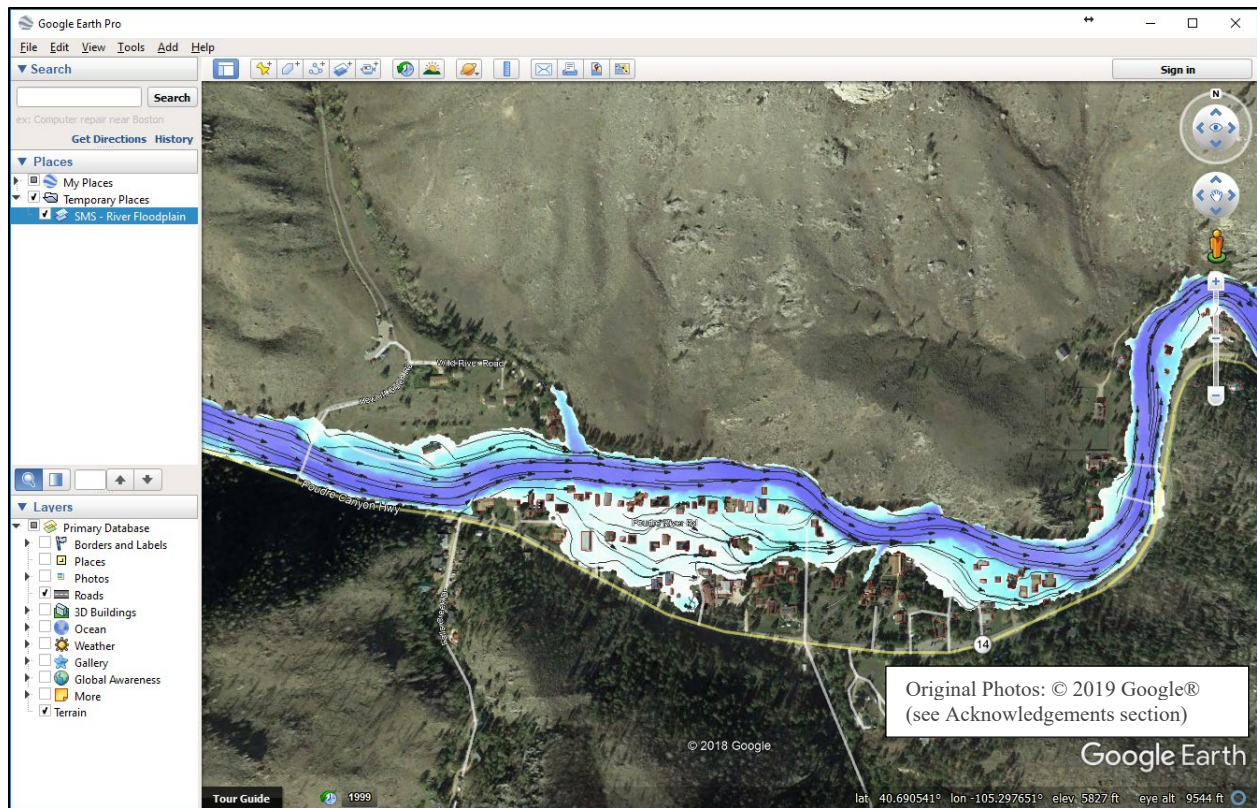 Google Earth Pro
File Edit View Tools Add Help
Search
Search
ex: Computer repair near Boston
Get Directions History
Places
My Places
Temporary Places
SMS - River Floodplain
Layers
Primary Database
Borders and Labels
Places
Photos
Roads
3D Buildings
Ocean
Weather
Gallery
Global Awareness
More
Terrain
Sign in
N
Wild River Road
Poudre Canyon Hwy
Poudre River Rd
14
Original Photos: © 2019 Google®
(see Acknowledgements section)
© 2018 Google
Google Earth
Tour Guide 1999 lat 40.690541° lon -105.297651° elev 5827 ft eye alt 9544 ft